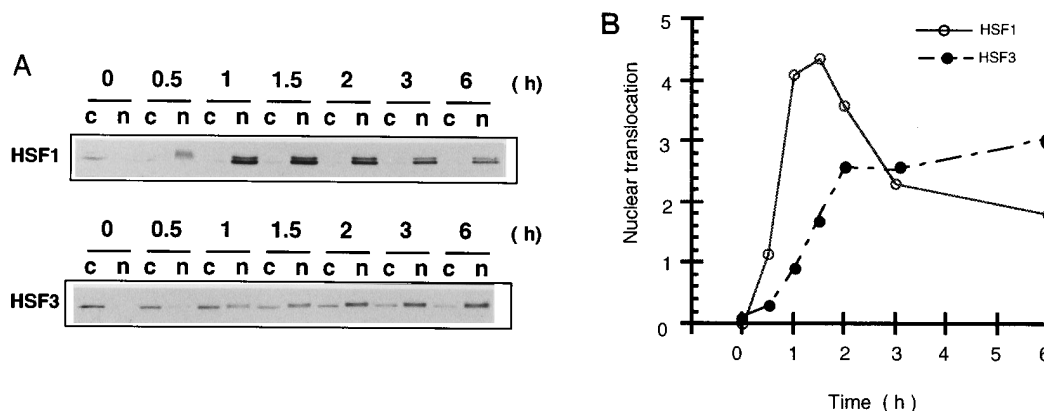 A
0 0.5 1 1.5 2 3 6 ( h )
c n c n c n c n c n c n c n
HSF1
0 0.5 1 1.5 2 3 6 ( h )
c n c n c n c n c n c n c n
HSF3
B
HSF1
HSF3
Nuclear translocation
5
4
3
2
1
0
0 1 2 3 4 5 6
Time ( h )